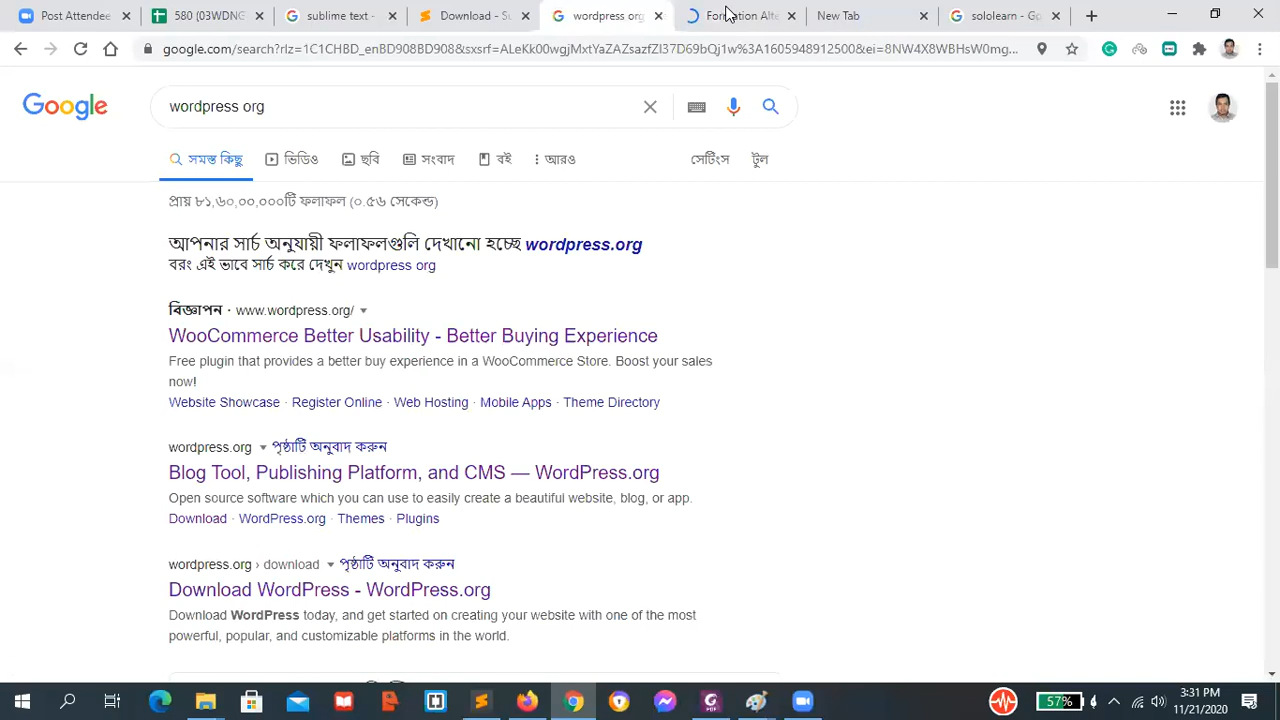 Post Attendee
580 (03WDNG
sublime text -
Download - S
wordpress org
Foundation Alte
New Tab
sololearn - Go
google.com/search?rlz=1C1CHBD_enBD908BD908&sxsrf=ALeKk00wgjMxtYaZAZsazfZl37D69bQj1w%3A1605948912500&ei=8NW4X8WBHsW0mg...
Google
wordpress org
সমস্ত কিছু
ভিডিও
ছবি
সংবাদ
বই
আরও
সেটিংস
টুল
প্রায় ৮১,৬০,০০,০০০টি ফলাফল (০.৫৬ সেকেন্ড)
আপনার সার্চ অনুযায়ী ফলাফলগুলি দেখানো হচ্ছে wordpress.org
বরং এই ভাবে সার্চ করে দেখুন wordpress org
বিজ্ঞাপন · www.wordpress.org/
WooCommerce Better Usability - Better Buying Experience
Free plugin that provides a better buy experience in a WooCommerce Store. Boost your sales
now!
Website Showcase · Register Online · Web Hosting · Mobile Apps · Theme Directory
wordpress.org পৃষ্ঠাটি অনুবাদ করুন
Blog Tool, Publishing Platform, and CMS — WordPress.org
Open source software which you can use to easily create a beautiful website, blog, or app.
Download · WordPress.org · Themes · Plugins
wordpress.org › download পৃষ্ঠাটি অনুবাদ করুন
Download WordPress - WordPress.org
Download WordPress today, and get started on creating your website with one of the most
powerful, popular, and customizable platforms in the world.
57%
3:31 PM
11/21/2020